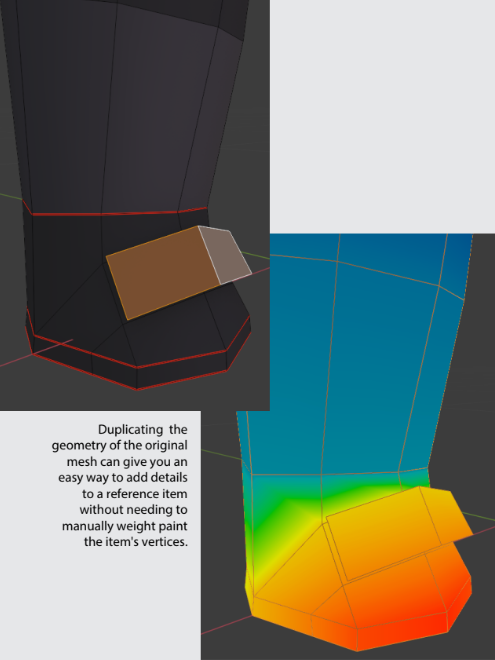 Duplicating the
geometry of the original
mesh can give you an
easy way to add details
to a reference item
without needing to
manually weight paint
the item's vertices.